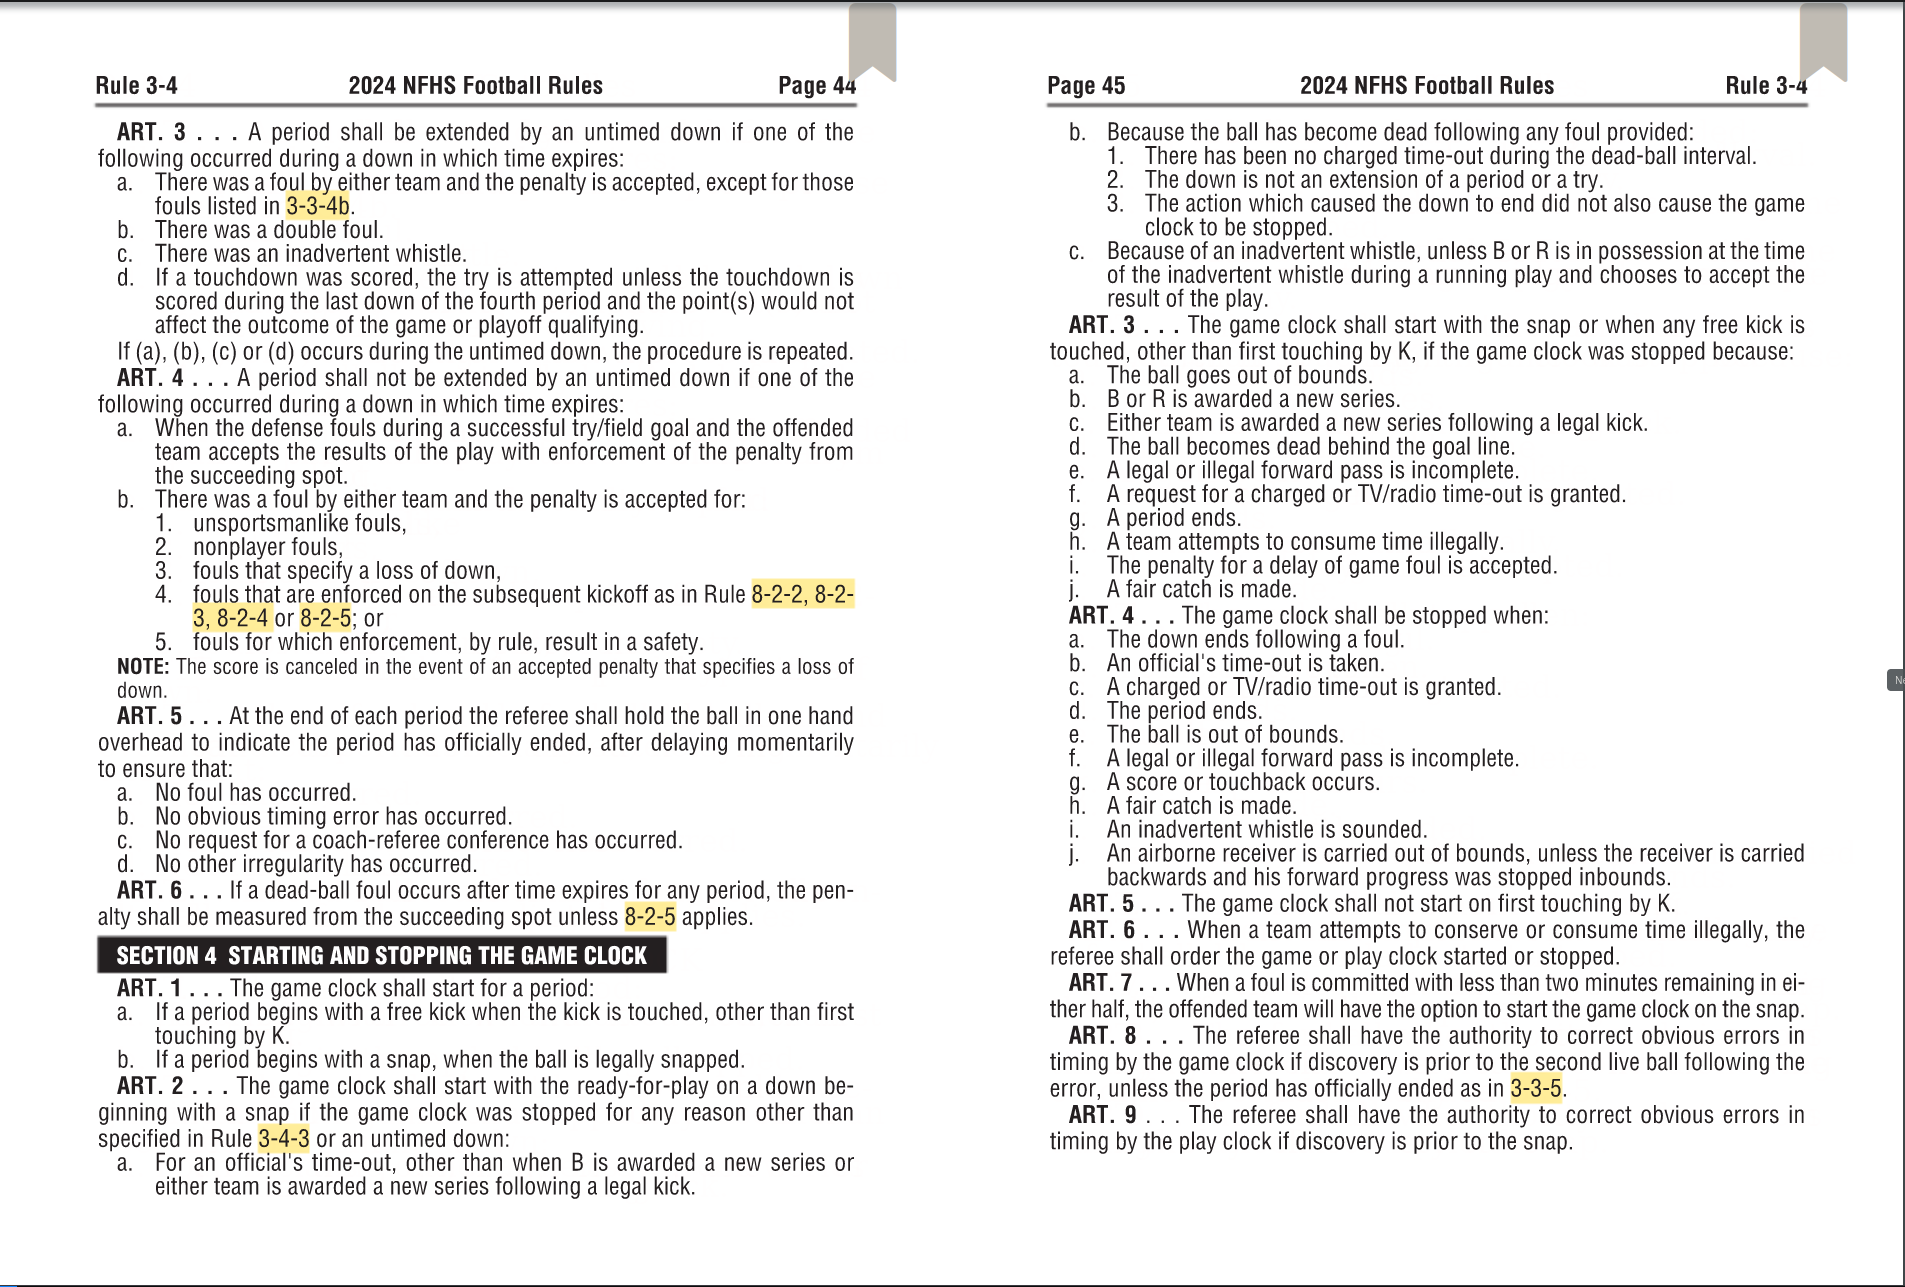 Rule 3-4 2024 NFHS Football Rules Page 44
ART. 3 . . . A period shall be extended by an untimed down if one of the
following occurred during a down in which time expires:
a. There was a foul by either team and the penalty is accepted, except for those
fouls listed in 3-3-4b.
b. There was a double foul.
c. There was an inadvertent whistle.
d. If a touchdown was scored, the try is attempted unless the touchdown is
scored during the last down of the fourth period and the point(s) would not
affect the outcome of the game or playoff qualifying.
If (a), (b), (c) or (d) occurs during the untimed down, the procedure is repeated.
ART. 4 . . . A period shall not be extended by an untimed down if one of the
following occurred during a down in which time expires:
a. When the defense fouls during a successful try/field goal and the offended
team accepts the results of the play with enforcement of the penalty from
the succeeding spot.
b. There was a foul by either team and the penalty is accepted for:
1. unsportsmanlike fouls,
2. nonplayer fouls,
3. fouls that specify a loss of down,
4. fouls that are enforced on the subsequent kickoff as in Rule 8-2-2, 8-2-
3, 8-2-4 or 8-2-5; or
5. fouls for which enforcement, by rule, result in a safety.
NOTE: The score is canceled in the event of an accepted penalty that specifies a loss of
down.
ART. 5 . . . At the end of each period the referee shall hold the ball in one hand
overhead to indicate the period has officially ended, after delaying momentarily
to ensure that:
a. No foul has occurred.
b. No obvious timing error has occurred.
c. No request for a coach-referee conference has occurred.
d. No other irregularity has occurred.
ART. 6 . . . If a dead-ball foul occurs after time expires for any period, the pen-
alty shall be measured from the succeeding spot unless 8-2-5 applies.
SECTION 4 STARTING AND STOPPING THE GAME CLOCK
ART. 1 . . . The game clock shall start for a period:
a. If a period begins with a free kick when the kick is touched, other than first
touching by K.
b. If a period begins with a snap, when the ball is legally snapped.
ART. 2 . . . The game clock shall start with the ready-for-play on a down be-
ginning with a snap if the game clock was stopped for any reason other than
specified in Rule 3-4-3 or an untimed down:
a. For an official's time-out, other than when B is awarded a new series or
either team is awarded a new series following a legal kick.
Page 45 2024 NFHS Football Rules Rule 3-4
b. Because the ball has become dead following any foul provided:
1. There has been no charged time-out during the dead-ball interval.
2. The down is not an extension of a period or a try.
3. The action which caused the down to end did not also cause the game
clock to be stopped.
c. Because of an inadvertent whistle, unless B or R is in possession at the time
of the inadvertent whistle during a running play and chooses to accept the
result of the play.
ART. 3 . . . The game clock shall start with the snap or when any free kick is
touched, other than first touching by K, if the game clock was stopped because:
a. The ball goes out of bounds.
b. B or R is awarded a new series.
c. Either team is awarded a new series following a legal kick.
d. The ball becomes dead behind the goal line.
e. A legal or illegal forward pass is incomplete.
f. A request for a charged or TV/radio time-out is granted.
g. A period ends.
h. A team attempts to consume time illegally.
i. The penalty for a delay of game foul is accepted.
j. A fair catch is made.
ART. 4 . . . The game clock shall be stopped when:
a. The down ends following a foul.
b. An official's time-out is taken.
c. A charged or TV/radio time-out is granted.
d. The period ends.
e. The ball is out of bounds.
f. A legal or illegal forward pass is incomplete.
g. A score or touchback occurs.
h. A fair catch is made.
i. An inadvertent whistle is sounded.
j. An airborne receiver is carried out of bounds, unless the receiver is carried
backwards and his forward progress was stopped inbounds.
ART. 5 . . . The game clock shall not start on first touching by K.
ART. 6 . . . When a team attempts to conserve or consume time illegally, the
referee shall order the game or play clock started or stopped.
ART. 7 . . . When a foul is committed with less than two minutes remaining in ei-
ther half, the offended team will have the option to start the game clock on the snap.
ART. 8 . . . The referee shall have the authority to correct obvious errors in
timing by the game clock if discovery is prior to the second live ball following the
error, unless the period has officially ended as in 3-3-5.
ART. 9 . . . The referee shall have the authority to correct obvious errors in
timing by the play clock if discovery is prior to the snap.